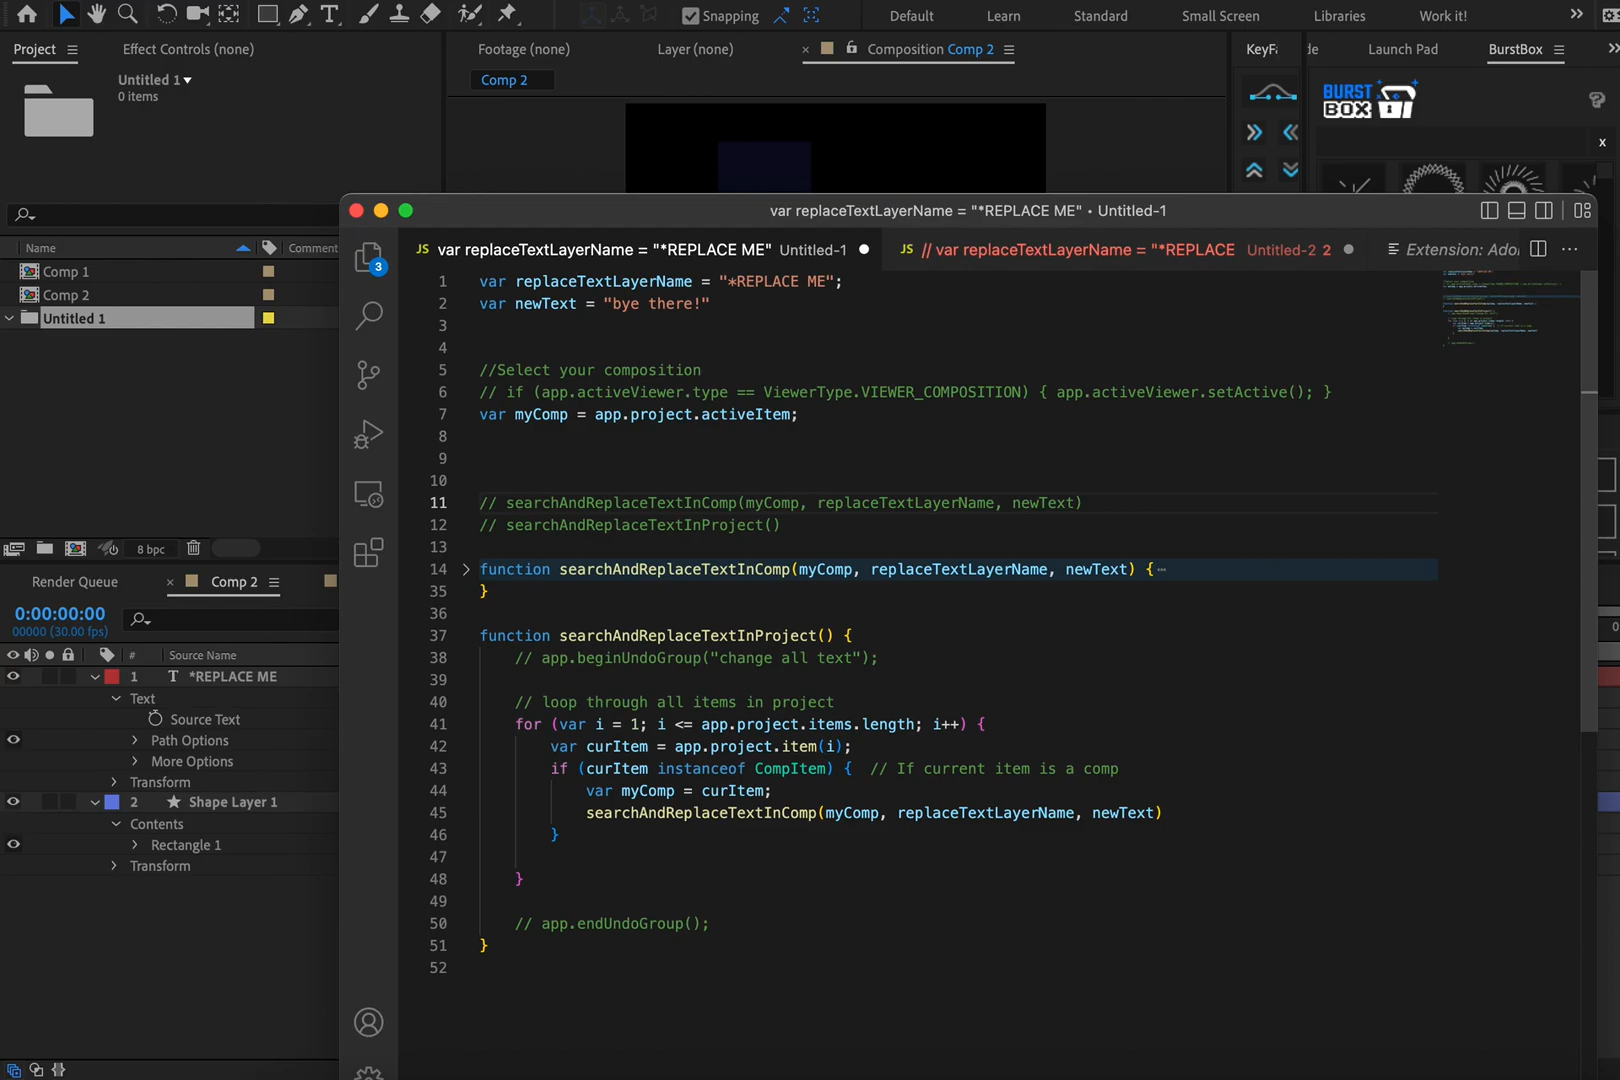 Snapping
Default
Learn
Standard
Small Screen
Libraries
Work it!
Project
Effect Controls (none)
Footage (none)
Layer (none)
Composition Comp 2
Launch Pad
BurstBox
Untitled 1
0 items
Comp 2
BURST
BOX
x
Name
Comment
Comp 1
Comp 2
Untitled 1
8 bpc
Render Queue
Comp 2
0:00:00:00
00000 (30.00 fps)
# Source Name
1 T *REPLACE ME
Text
Source Text
Path Options
More Options
Transform
2 Shape Layer 1
Contents
Rectangle 1
Transform
var replaceTextLayerName = "*REPLACE ME" • Untitled-1
3
JS var replaceTextLayerName = "*REPLACE ME" Untitled-1
JS // var replaceTextLayerName = "*REPLACE Untitled-2 2
Extension: Ado
1 var replaceTextLayerName = "*REPLACE ME";
2 var newText = "bye there!"
3
4
5 //Select your composition
6 // if (app.activeViewer.type == ViewerType.VIEWER_COMPOSITION) { app.activeViewer.setActive(); }
7 var myComp = app.project.activeItem;
8
9
10
11 // searchAndReplaceTextInComp(myComp, replaceTextLayerName, newText)
12 // searchAndReplaceTextInProject()
13
14 function searchAndReplaceTextInComp(myComp, replaceTextLayerName, newText) {⋯
35 }
36
37 function searchAndReplaceTextInProject() {
38 // app.beginUndoGroup("change all text");
39
40 // loop through all items in project
41 for (var i = 1; i <= app.project.items.length; i++) {
42 var curItem = app.project.item(i);
43 if (curItem instanceof CompItem) { // If current item is a comp
44 var myComp = curItem;
45 searchAndReplaceTextInComp(myComp, replaceTextLayerName, newText)
46 }
47
48 }
49
50 // app.endUndoGroup();
51 }
52